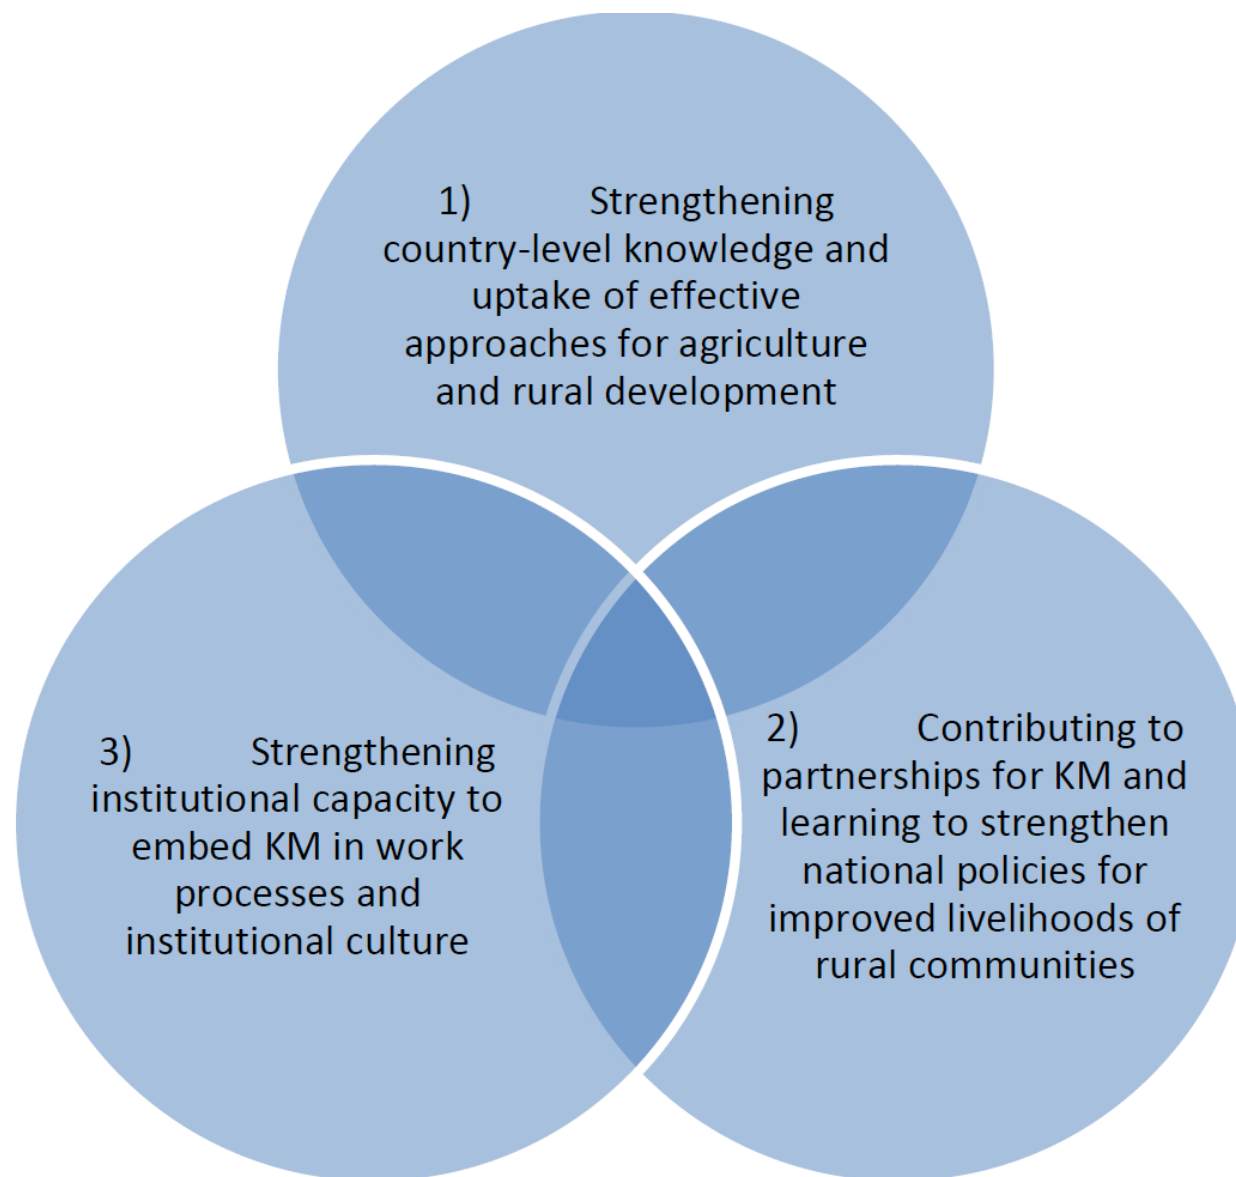 1) Strengthening
country-level knowledge and
uptake of effective
approaches for agriculture
and rural development
2) Contributing to
partnerships for KM and
learning to strengthen
national policies for
improved livelihoods of
rural communities
3) Strengthening
institutional capacity to
embed KM in work
processes and
institutional culture